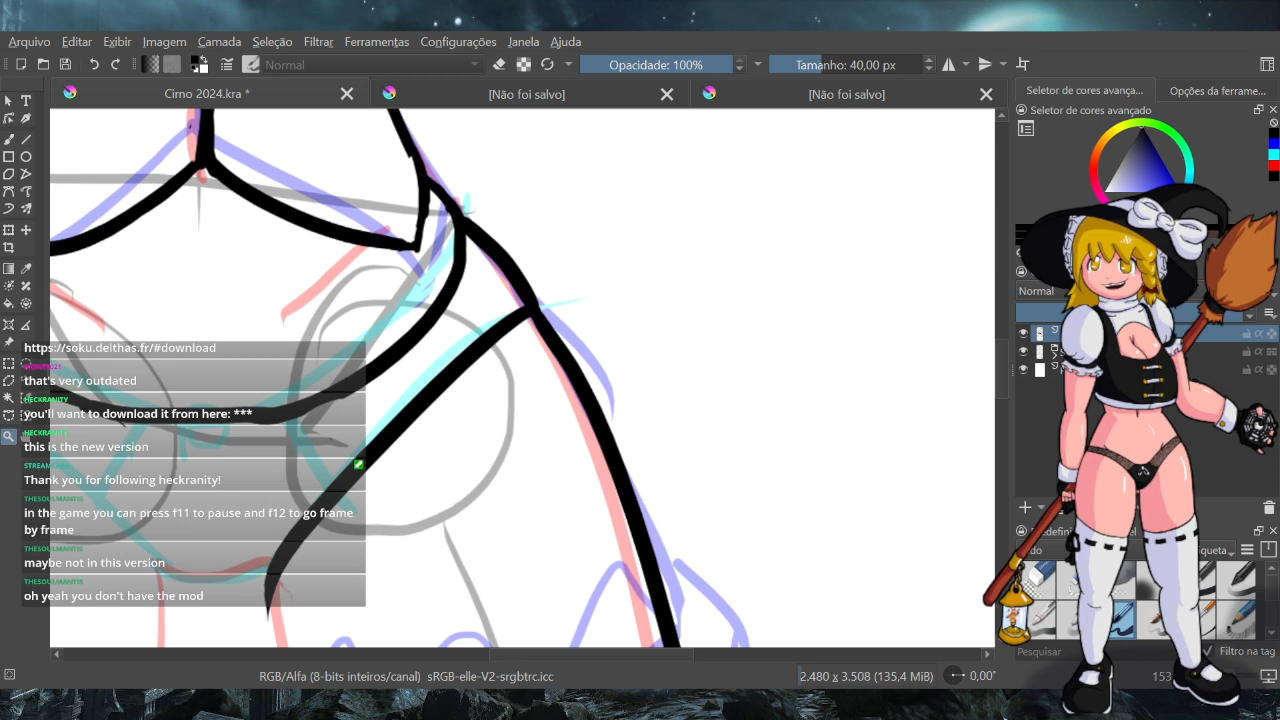 Arquivo Editar Exibir Imagem Camada Seleção Filtrar Ferramentas Configurações Janela Ajuda
Normal Opacidade: 100% Tamanho: 40,00 px
Cirno 2024.kra * [Não foi salvo] [Não foi salvo]
Seletor de cores avança... Opções da ferrame...
Seletor de cores avançado
Normal
https://soku.delthas.fr/#download
that's very outdated
HECKRANITY
you'll want to download it from here: ***
HECKRANITY
this is the new version
Thank you for following heckranity!
THESOULMANTIS
in the game you can press f11 to pause and f12 to go frame
by frame
THESOULMANTIS
maybe not in this version
THESOULMANTIS
oh yeah you don't have the mod
Pesquisar Filtro na tag
RGB/Alfa (8-bits inteiros/canal) sRGB-elle-V2-srgbtrc.icc 2.480 x 3.508 (135,4 MiB) 0,00°